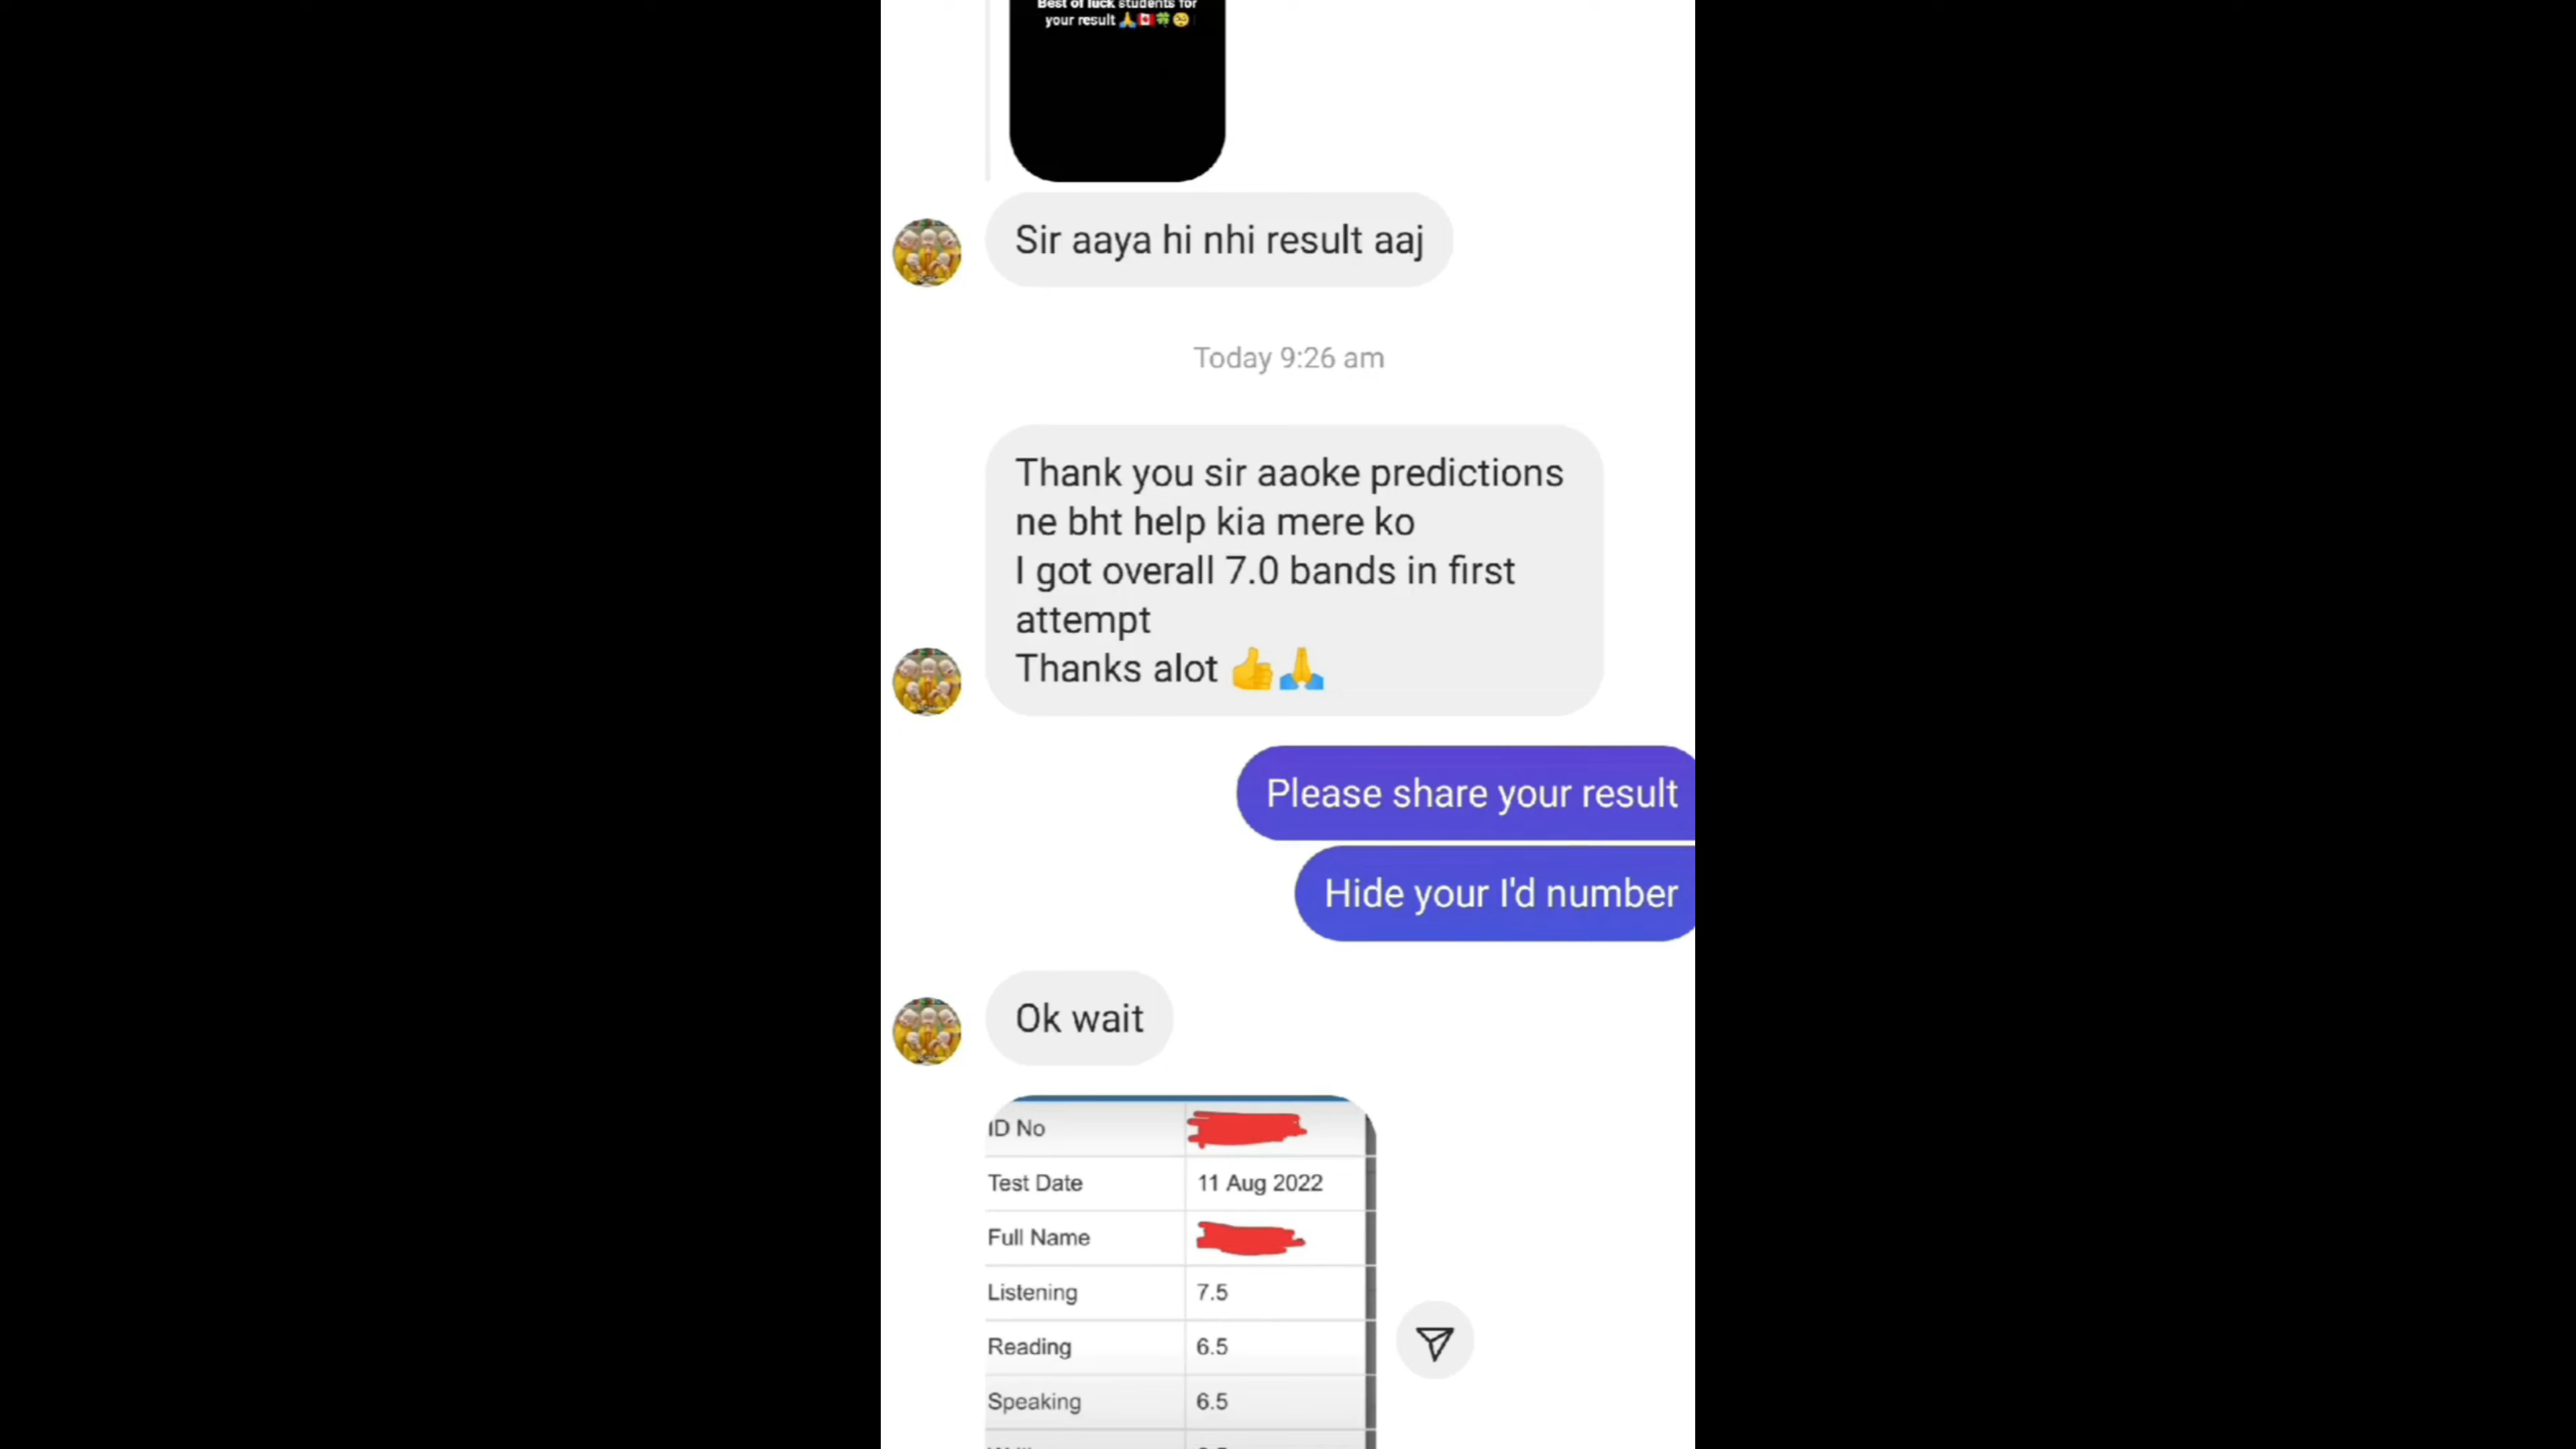 Best of luck students for
your result 🙏🇨🇦🍀🥺
Sir aaya hi nhi result aaj
Today 9:26 am
Thank you sir aaoke predictions
ne bht help kia mere ko
I got overall 7.0 bands in first
attempt
Thanks alot 👍🙏
Please share your result
Hide your I'd number
Ok wait
ID No
Test Date 11 Aug 2022
Full Name
Listening 7.5
Reading 6.5
Speaking 6.5